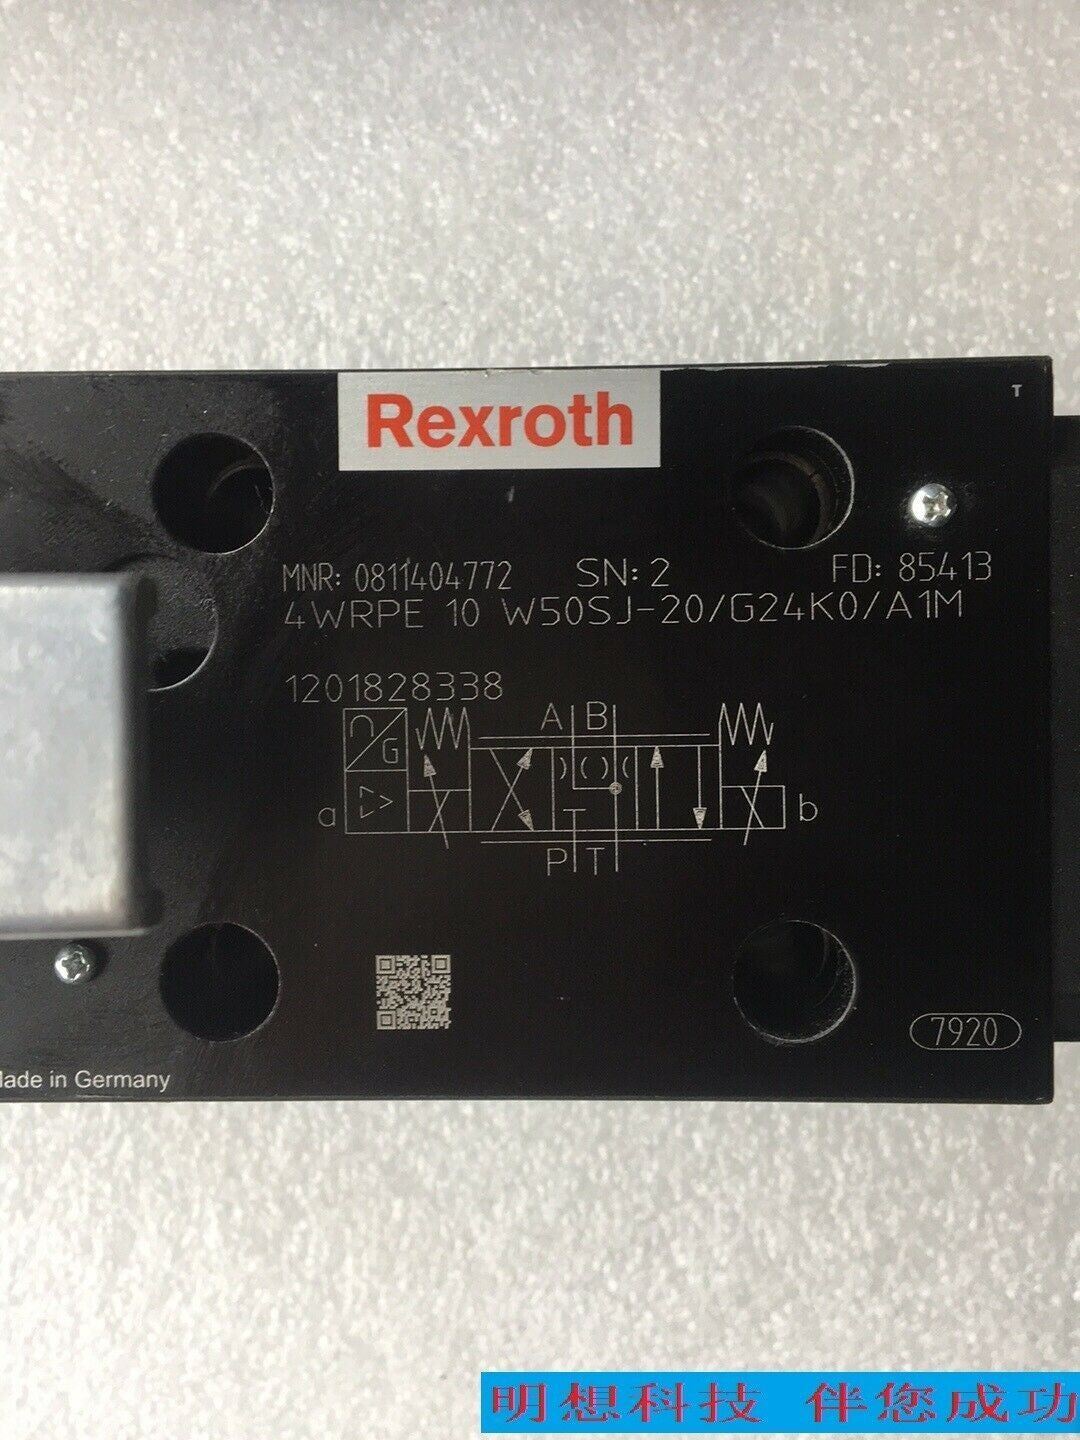 T
Rexroth
MNR: 0811404772 SN: 2 FD: 85413
4WRPE 10 W50SJ-20/G24K0/A1M
1201828338
A B
G
a b
P T
7920
Made in Germany
明想科技 伴您成功